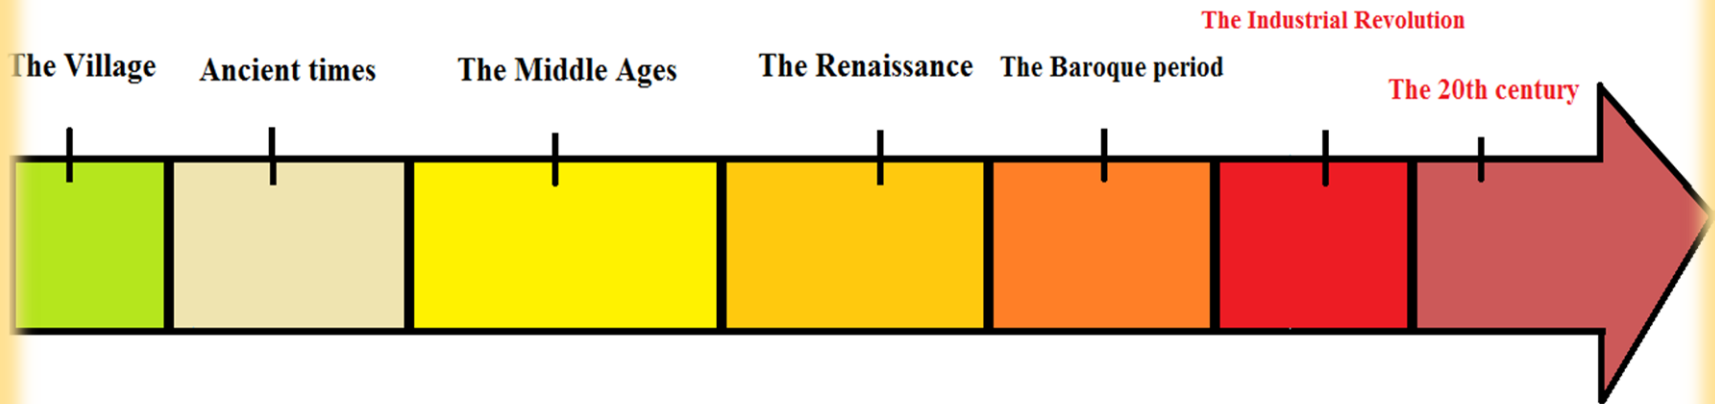 The Village
Ancient times
The Middle Ages
The Renaissance
The Baroque period
The Industrial Revolution
The 20th century